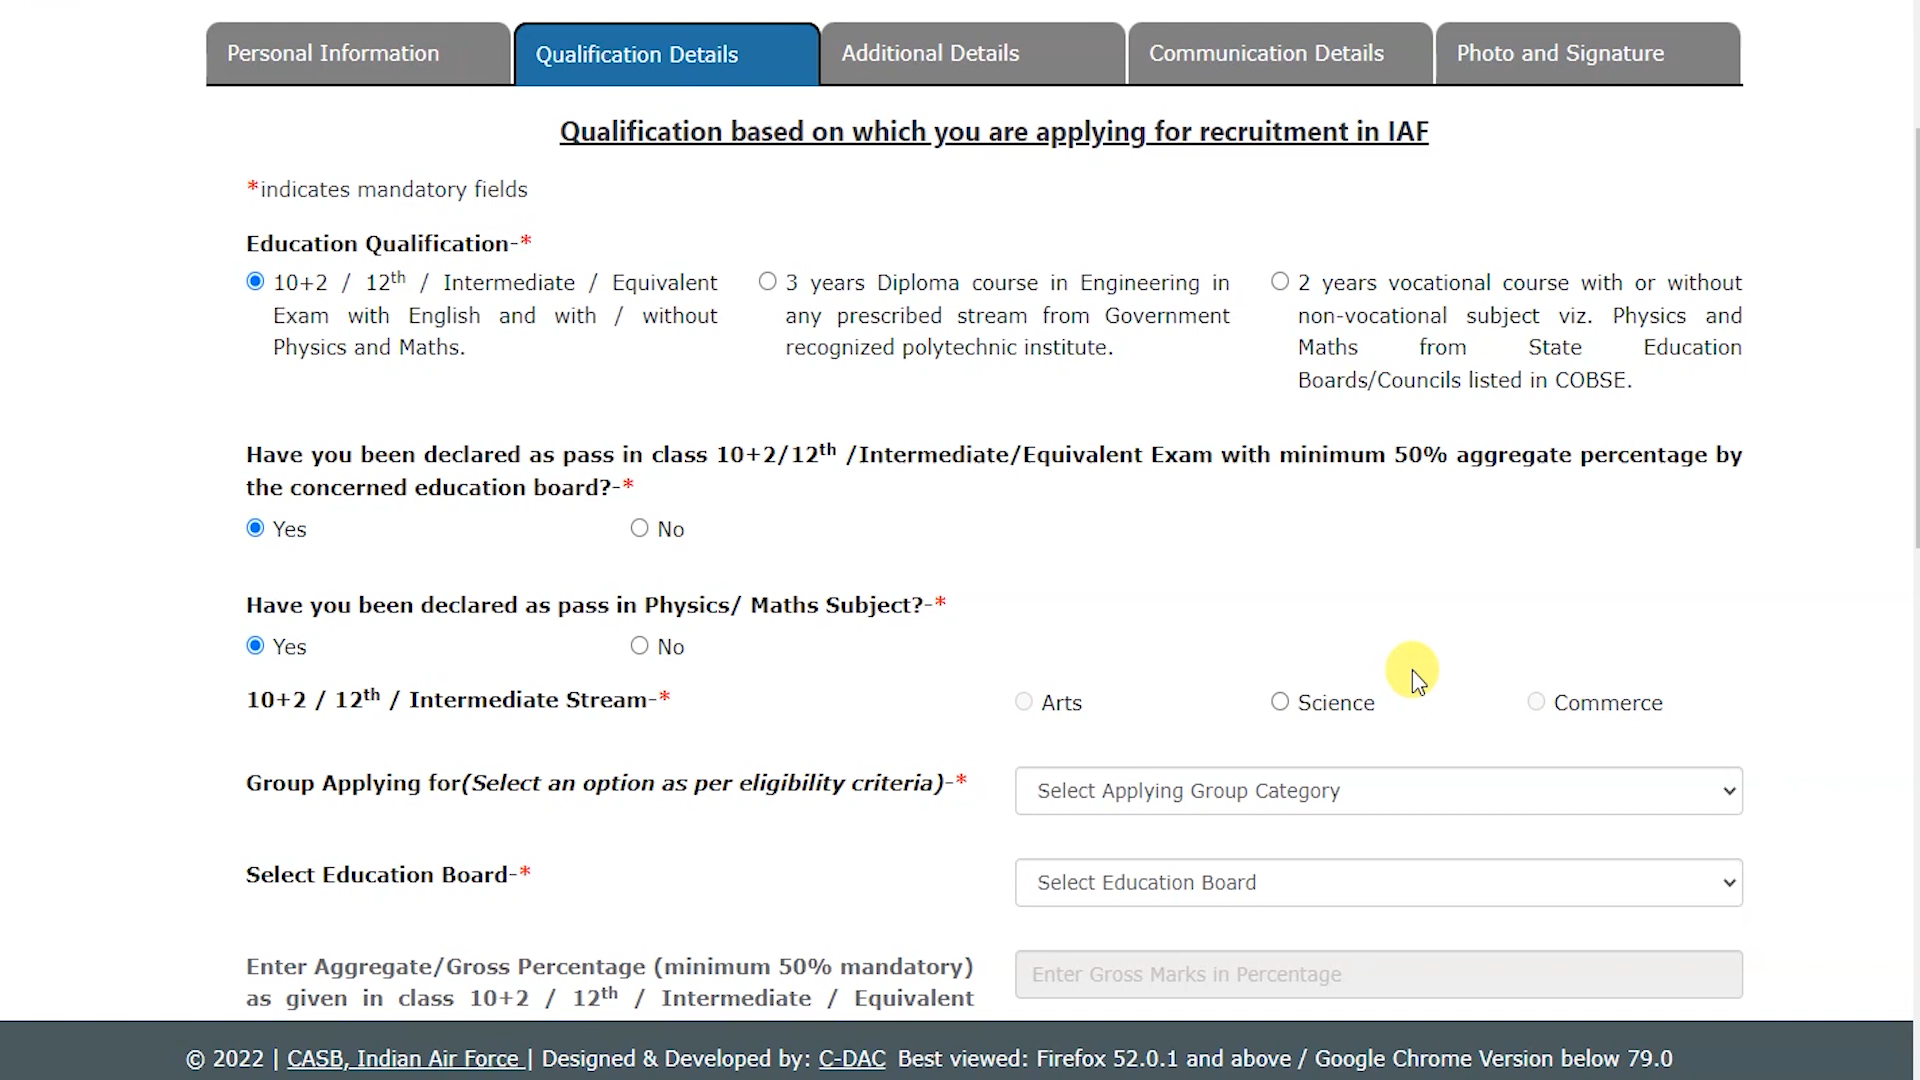 Personal Information Qualification Details Additional Details Communication Details Photo and Signature
Qualification based on which you are applying for recruitment in IAF
*indicates mandatory fields
Education Qualification-*
10+2 / 12th / Intermediate / Equivalent
Exam with English and with / without
Physics and Maths.
3 years Diploma course in Engineering in
any prescribed stream from Government
recognized polytechnic institute.
2 years vocational course with or without
non-vocational subject viz. Physics and
Maths from State Education
Boards/Councils listed in COBSE.
Have you been declared as pass in class 10+2/12th /Intermediate/Equivalent Exam with minimum 50% aggregate percentage by
the concerned education board?-*
Yes No
Have you been declared as pass in Physics/ Maths Subject?-*
Yes No
10+2 / 12th / Intermediate Stream-* Arts Science Commerce
Group Applying for(Select an option as per eligibility criteria)-* Select Applying Group Category
Select Education Board-* Select Education Board
Enter Aggregate/Gross Percentage (minimum 50% mandatory)
as given in class 10+2 / 12th / Intermediate / Equivalent
Enter Gross Marks in Percentage
© 2022 | CASB, Indian Air Force | Designed & Developed by: C-DAC Best viewed: Firefox 52.0.1 and above / Google Chrome Version below 79.0